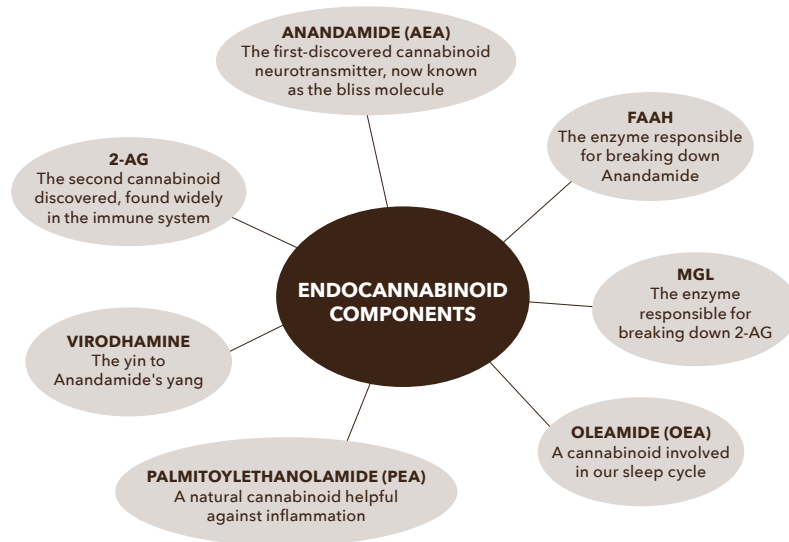 ANANDAMIDE (AEA)
The first-discovered cannabinoid
neurotransmitter, now known
as the bliss molecule
FAAH
The enzyme responsible
for breaking down
Anandamide
2-AG
The second cannabinoid
discovered, found widely
in the immune system
ENDOCANNABINOID
COMPONENTS
MGL
The enzyme
responsible for
breaking down 2-AG
VIRODHAMINE
The yin to
Anandamide's yang
OLEAMIDE (OEA)
A cannabinoid involved
in our sleep cycle
PALMITOYLETHANOLAMIDE (PEA)
A natural cannabinoid helpful
against inflammation